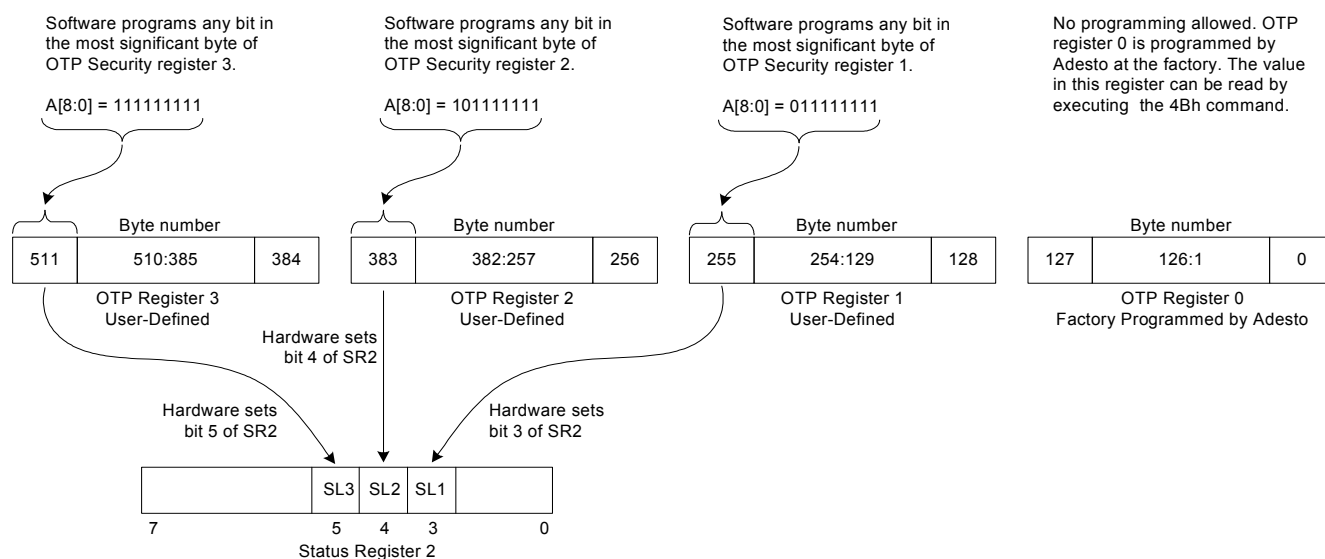 Software programs any bit in
the most significant byte of
OTP Security register 3.
A[8:0] = 111111111
Software programs any bit in
the most significant byte of
OTP Security register 2.
A[8:0] = 101111111
Software programs any bit in
the most significant byte of
OTP Security register 1.
A[8:0] = 011111111
No programming allowed. OTP
register 0 is programmed by
Adesto at the factory. The value
in this register can be read by
executing the 4Bh command.
Byte number
511 510:385 384
OTP Register 3
User-Defined
Byte number
383 382:257 256
OTP Register 2
User-Defined
Byte number
255 254:129 128
OTP Register 1
User-Defined
Byte number
127 126:1 0
OTP Register 0
Factory Programmed by Adesto
Hardware sets
bit 5 of SR2
Hardware sets
bit 4 of SR2
Hardware sets
bit 3 of SR2
SL3 SL2 SL1
7 5 4 3 0
Status Register 2